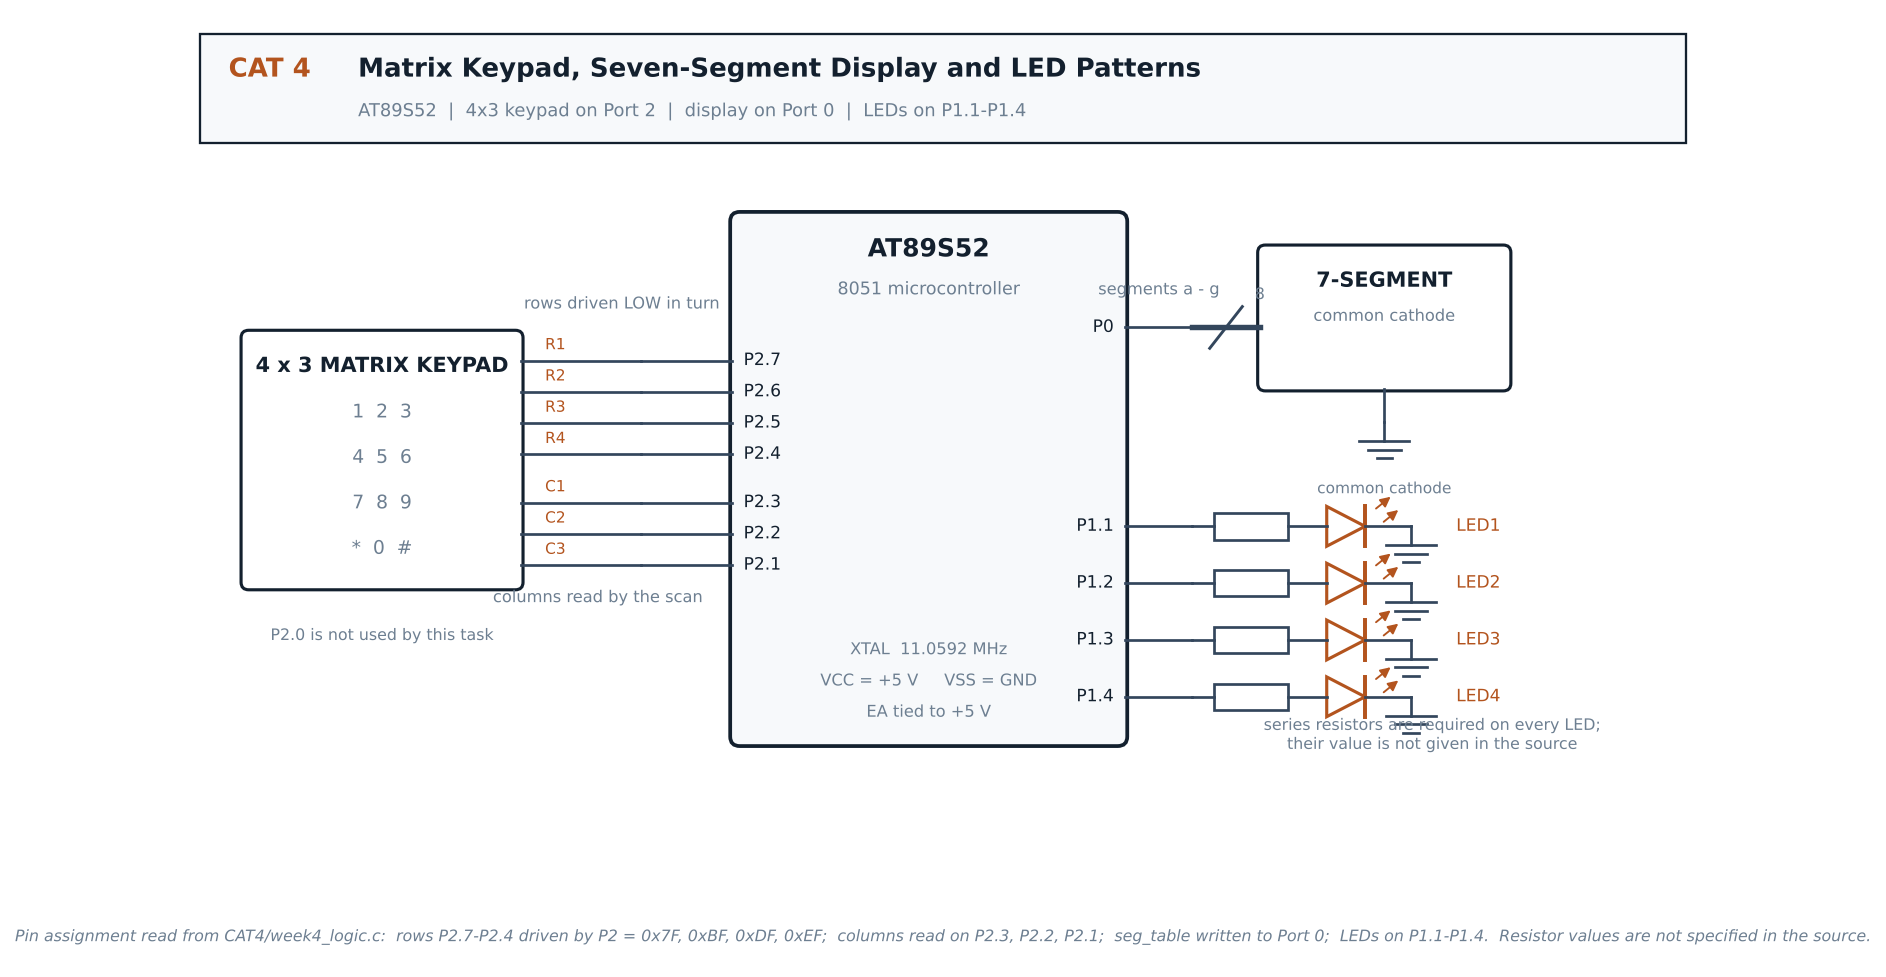 CAT 4 Matrix Keypad, Seven-Segment Display and LED Patterns
AT89S52 | 4x3 keypad on Port 2 | display on Port 0 | LEDs on P1.1-P1.4
rows driven LOW in turn
4 x 3 MATRIX KEYPAD
1 2 3
4 5 6
7 8 9
* 0 #
R1
R2
R3
R4
C1
C2
C3
columns read by the scan
P2.0 is not used by this task
AT89S52
8051 microcontroller
P2.7
P2.6
P2.5
P2.4
P2.3
P2.2
P2.1
P0
P1.1
P1.2
P1.3
P1.4
XTAL 11.0592 MHz
VCC = +5 V VSS = GND
EA tied to +5 V
segments a - g
8
7-SEGMENT
common cathode
common cathode
LED1
LED2
LED3
LED4
series resistors are required on every LED;
their value is not given in the source
Pin assignment read from CAT4/week4_logic.c: rows P2.7-P2.4 driven by P2 = 0x7F, 0xBF, 0xDF, 0xEF; columns read on P2.3, P2.2, P2.1; seg_table written to Port 0; LEDs on P1.1-P1.4. Resistor values are not specified in the source.